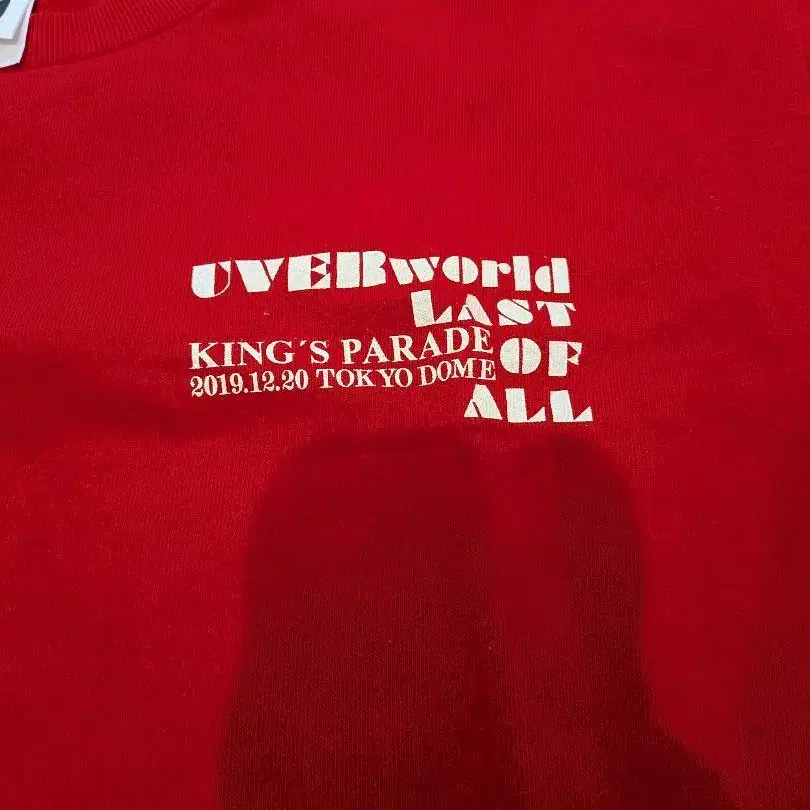 UVERworld
LAST
KING´S PARADE
OF
2019.12.20 TOKYO DOME
ALL